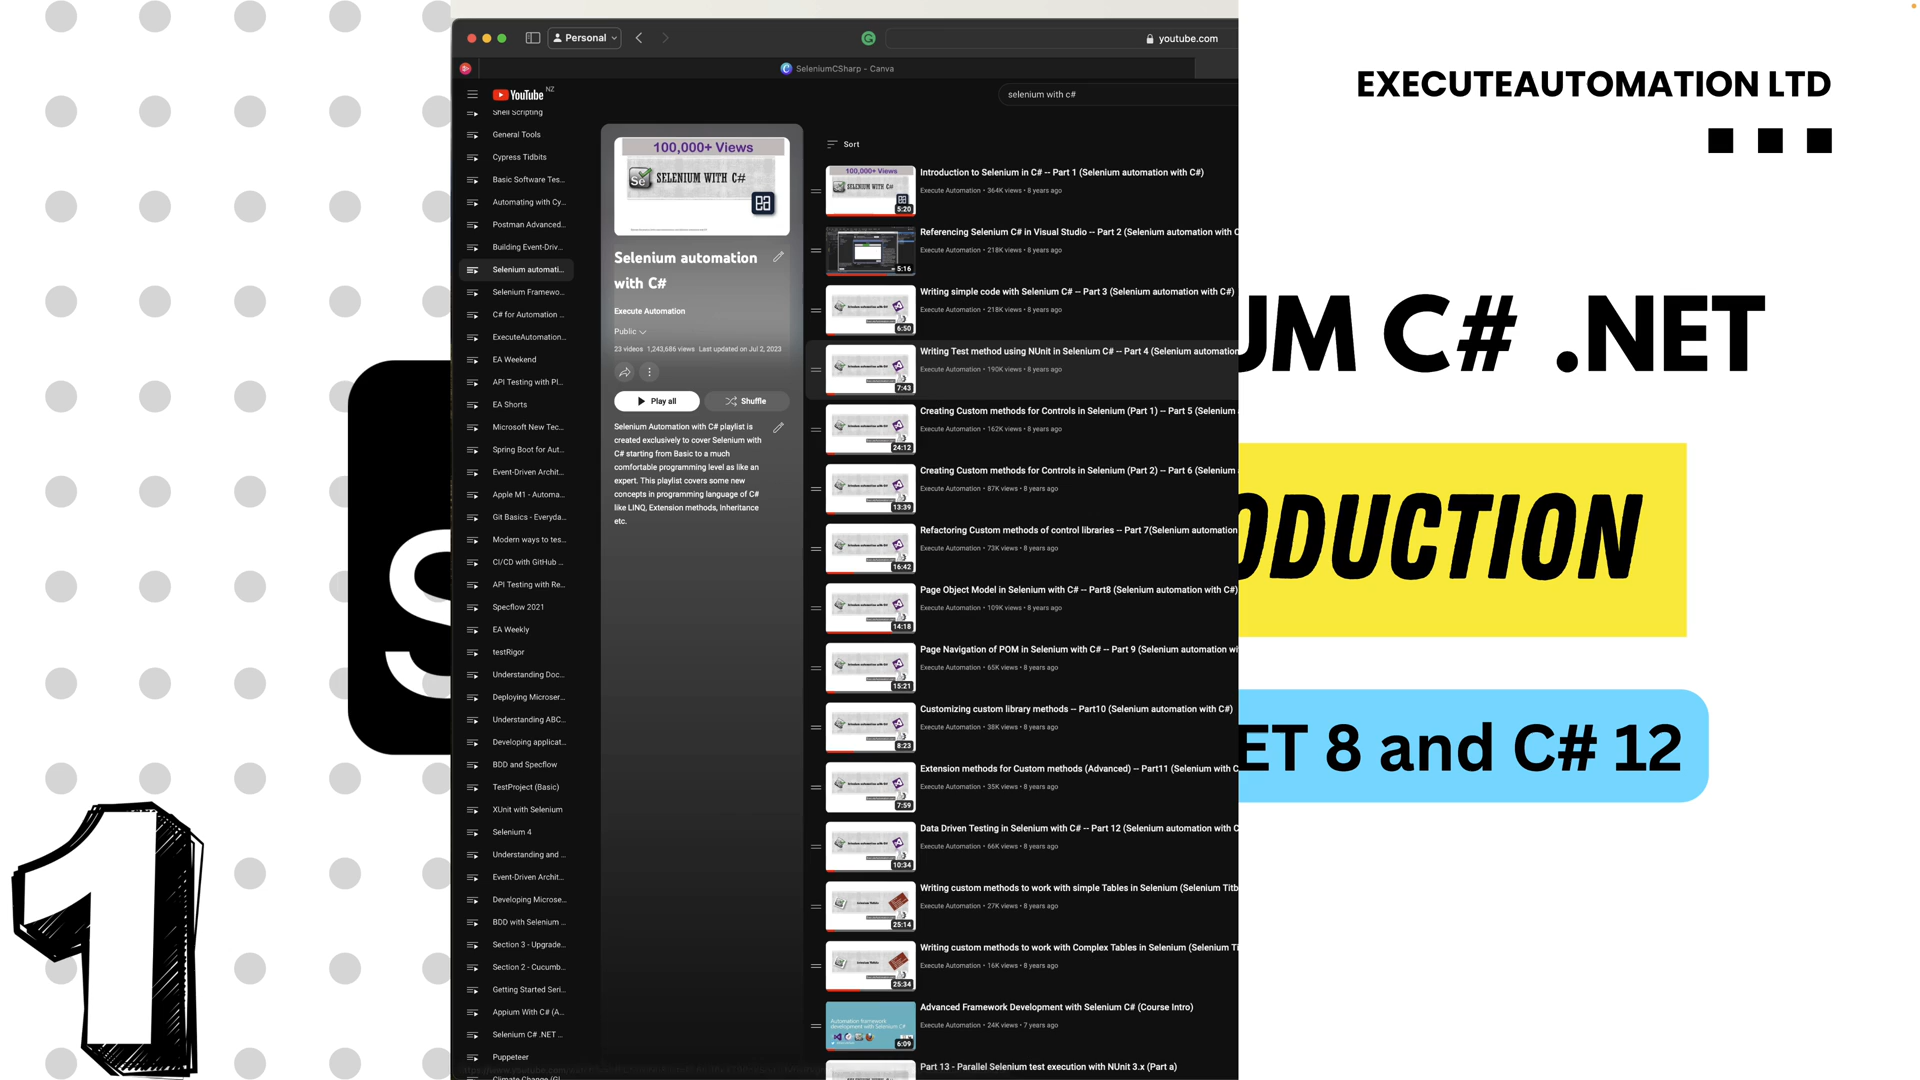 Personal
youtube.com
SeleniumCSharp - Canva
YouTube NZ
selenium with c#
Shell Scripting
General Tools
Cypress Tidbits
Basic Software Tes...
Automating with Cy...
Postman Advanced...
Building Event-Driv...
Selenium automati...
Selenium Framewo...
C# for Automation ...
ExecuteAutomation...
EA Weekend
API Testing with Pl...
EA Shorts
Microsoft New Tec...
Spring Boot for Aut...
Event-Driven Archit...
Apple M1 - Automa...
Git Basics - Everyda...
Modern ways to tes...
CI/CD with GitHub ...
API Testing with Re...
Specflow 2021
EA Weekly
testRigor
Understanding Doc...
Deploying Microser...
Understanding ABC...
Developing applicat...
BDD and Specflow
TestProject (Basic)
XUnit with Selenium
Selenium 4
Understanding and ...
Event-Driven Archit...
Developing Microse...
BDD with Selenium ...
Section 3 - Upgrade...
Section 2 - Cucumb...
Getting Started Seri...
Appium With C# (A...
Selenium C# .NET ...
Puppeteer
100,000+ Views
Se
SELENIUM WITH C#
Selenium automation
with C#
Execute Automation
Public
23 videos 1,243,686 views Last updated on Jul 2, 2023
Play all
Shuffle
Selenium Automation with C# playlist is
created exclusively to cover Selenium with
C# starting from Basic to a much
comfortable programming level as like an
expert. This playlist covers some new
concepts in programming language of C#
like LINQ, Extension methods, Inheritance
etc.
Sort
100,000+ Views
SELENIUM WITH C#
5:20
Introduction to Selenium in C# -- Part 1 (Selenium automation with C#)
Execute Automation • 364K views • 8 years ago
5:16
Referencing Selenium C# in Visual Studio -- Part 2 (Selenium automation with C
Execute Automation • 218K views • 8 years ago
6:50
Writing simple code with Selenium C# -- Part 3 (Selenium automation with C#)
Execute Automation • 218K views • 8 years ago
7:43
Writing Test method using NUnit in Selenium C# -- Part 4 (Selenium automation
Execute Automation • 190K views • 8 years ago
24:12
Creating Custom methods for Controls in Selenium (Part 1) -- Part 5 (Selenium
Execute Automation • 162K views • 8 years ago
13:39
Creating Custom methods for Controls in Selenium (Part 2) -- Part 6 (Selenium
Execute Automation • 87K views • 8 years ago
16:42
Refactoring Custom methods of control libraries -- Part 7(Selenium automation
Execute Automation • 73K views • 8 years ago
14:18
Page Object Model in Selenium with C# -- Part8 (Selenium automation with C#)
Execute Automation • 109K views • 8 years ago
15:21
Page Navigation of POM in Selenium with C# -- Part 9 (Selenium automation wi
Execute Automation • 65K views • 8 years ago
8:23
Customizing custom library methods -- Part10 (Selenium automation with C#)
Execute Automation • 38K views • 8 years ago
7:59
Extension methods for Custom methods (Advanced) -- Part11 (Selenium with C
Execute Automation • 35K views • 8 years ago
10:34
Data Driven Testing in Selenium with C# -- Part 12 (Selenium automation with C
Execute Automation • 66K views • 8 years ago
25:14
Writing custom methods to work with simple Tables in Selenium (Selenium Titb
Execute Automation • 27K views • 8 years ago
25:34
Writing custom methods to work with Complex Tables in Selenium (Selenium Ti
Execute Automation • 16K views • 8 years ago
Automation framework
development with Selenium C#
6:09
Advanced Framework Development with Selenium C# (Course Intro)
Execute Automation • 24K views • 7 years ago
Part 13 - Parallel Selenium test execution with NUnit 3.x (Part a)
EXECUTEAUTOMATION LTD
UM C# .NET
ODUCTION
ET 8 and C# 12
S
1